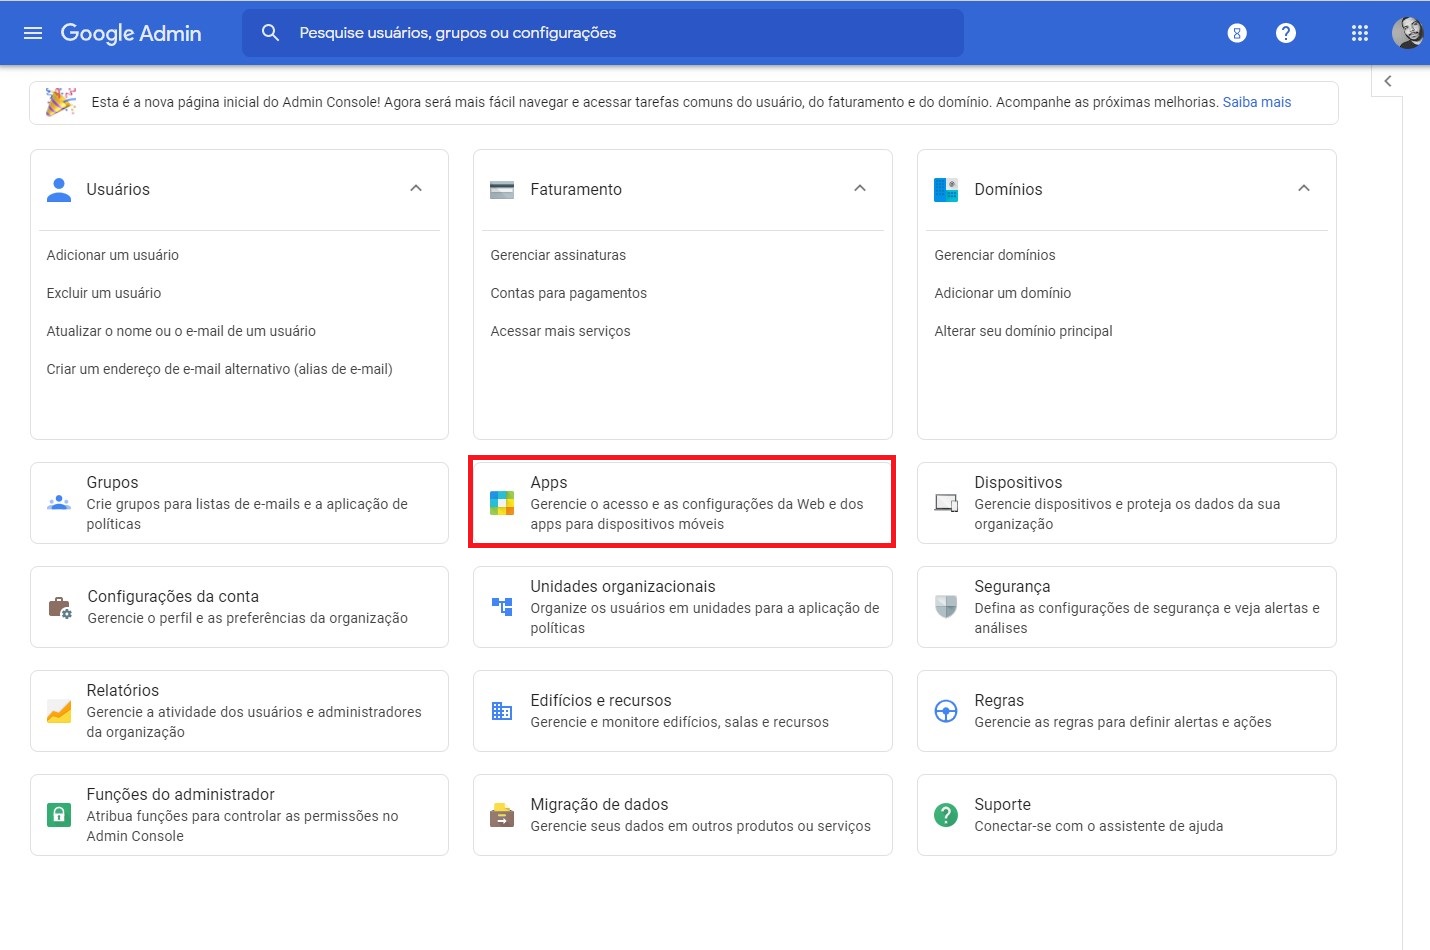 Google Admin
Pesquise usuários, grupos ou configurações
Esta é a nova página inicial do Admin Console! Agora será mais fácil navegar e acessar tarefas comuns do usuário, do faturamento e do domínio. Acompanhe as próximas melhorias. Saiba mais
Usuários
Adicionar um usuário
Excluir um usuário
Atualizar o nome ou o e-mail de um usuário
Criar um endereço de e-mail alternativo (alias de e-mail)
Faturamento
Gerenciar assinaturas
Contas para pagamentos
Acessar mais serviços
Domínios
Gerenciar domínios
Adicionar um domínio
Alterar seu domínio principal
Grupos
Crie grupos para listas de e-mails e a aplicação de
políticas
Apps
Gerencie o acesso e as configurações da Web e dos
apps para dispositivos móveis
Dispositivos
Gerencie dispositivos e proteja os dados da sua
organização
Configurações da conta
Gerencie o perfil e as preferências da organização
Unidades organizacionais
Organize os usuários em unidades para a aplicação de
políticas
Segurança
Defina as configurações de segurança e veja alertas e
análises
Relatórios
Gerencie a atividade dos usuários e administradores
da organização
Edifícios e recursos
Gerencie e monitore edifícios, salas e recursos
Regras
Gerencie as regras para definir alertas e ações
Funções do administrador
Atribua funções para controlar as permissões no
Admin Console
Migração de dados
Gerencie seus dados em outros produtos ou serviços
Suporte
Conectar-se com o assistente de ajuda